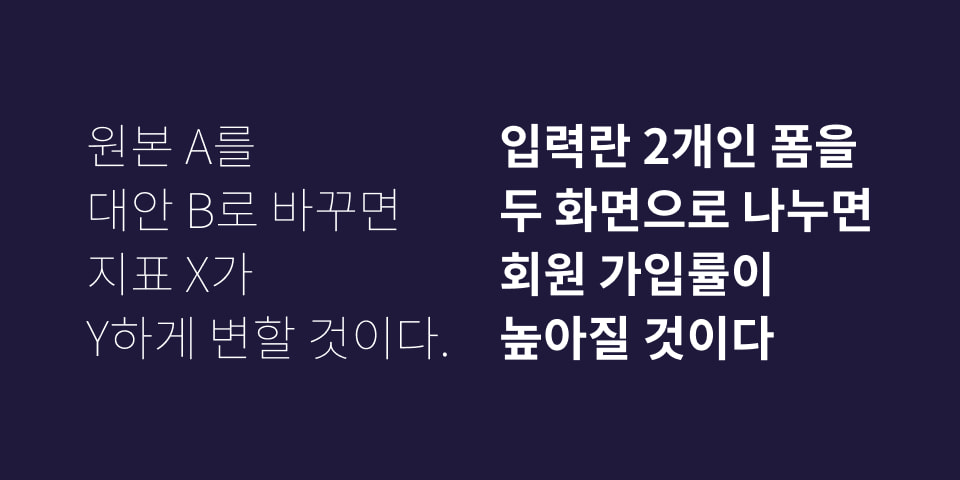 원본 A를
대안 B로 바꾸면
지표 X가
Y하게 변할 것이다.
입력란 2개인 폼을
두 화면으로 나누면
회원 가입률이
높아질 것이다